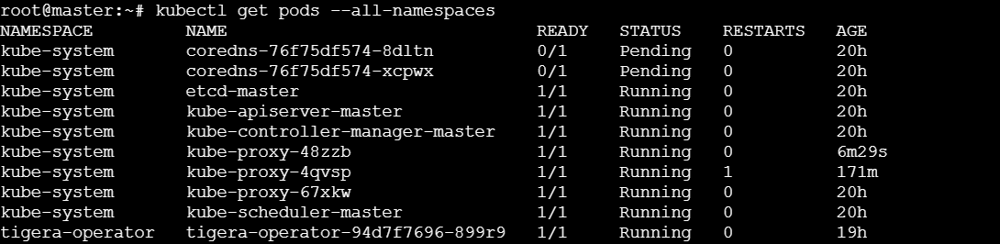 root@master:~# kubectl get pods --all-namespaces
NAMESPACE NAME READY STATUS RESTARTS AGE
kube-system coredns-76f75df574-8dltn 0/1 Pending 0 20h
kube-system coredns-76f75df574-xcpwx 0/1 Pending 0 20h
kube-system etcd-master 1/1 Running 0 20h
kube-system kube-apiserver-master 1/1 Running 0 20h
kube-system kube-controller-manager-master 1/1 Running 0 20h
kube-system kube-proxy-48zzb 1/1 Running 0 6m29s
kube-system kube-proxy-4qvsp 1/1 Running 1 171m
kube-system kube-proxy-67xkw 1/1 Running 0 20h
kube-system kube-scheduler-master 1/1 Running 0 20h
tigera-operator tigera-operator-94d7f7696-899r9 1/1 Running 0 19h